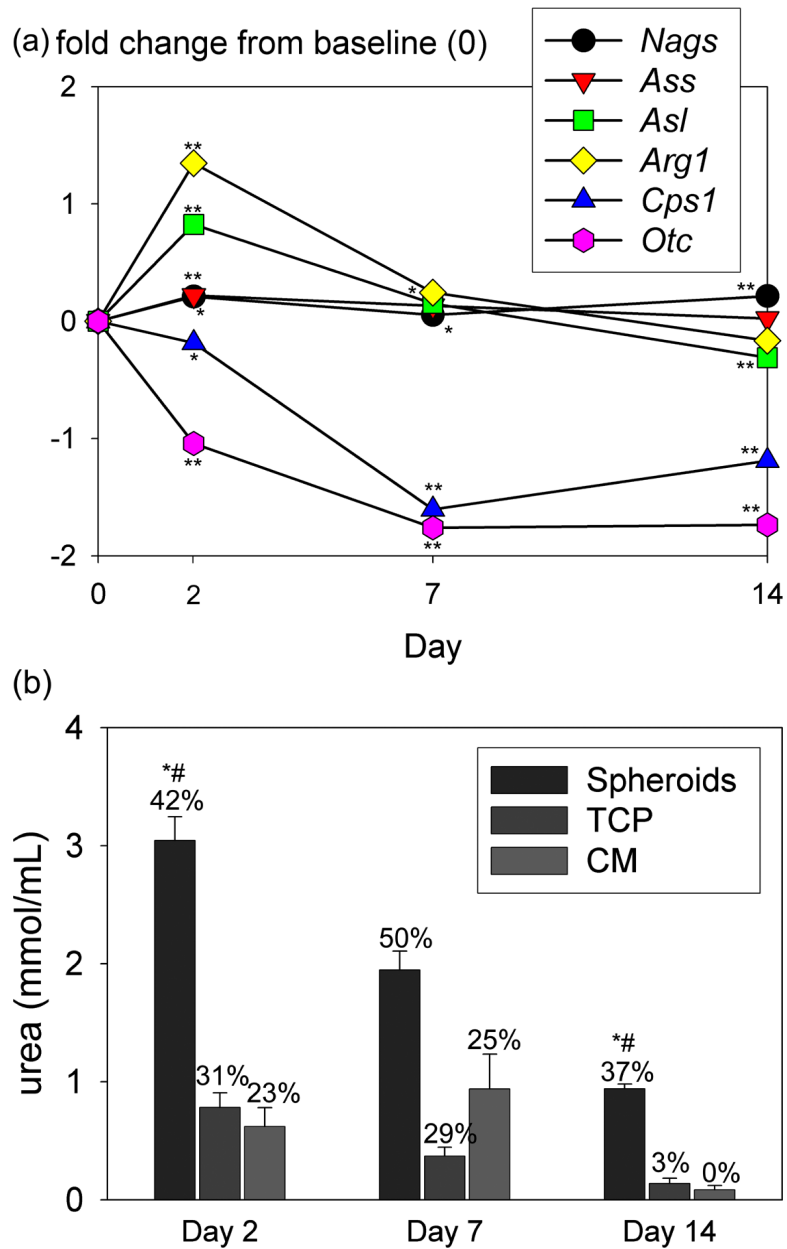 (a) fold change from baseline (0)
Nags
Ass
Asl
Arg1
Cps1
Otc
2
1
0
-1
-2
**
**
**
*
*
**
*
*
**
**
**
**
**
**
0 2 7 14
Day
(b)
urea (mmol/mL)
4
3
2
1
0
Spheroids
TCP
CM
*#
42%
31%
23%
50%
29%
25%
*#
37%
3%
0%
Day 2 Day 7 Day 14